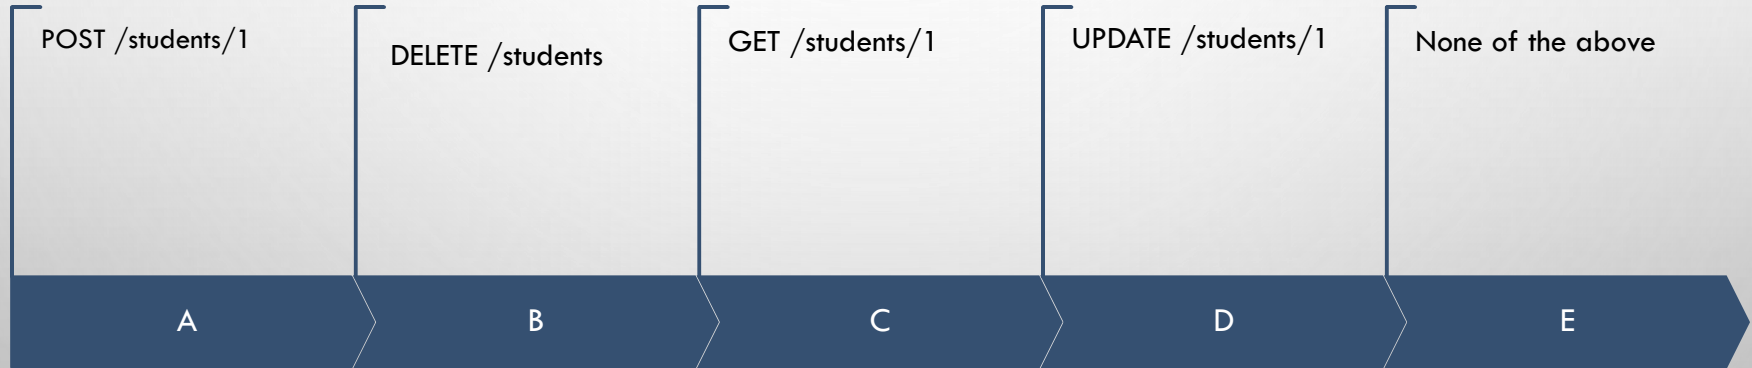 POST /students/1
DELETE /students
GET /students/1
UPDATE /students/1
None of the above
A
B
C
D
E